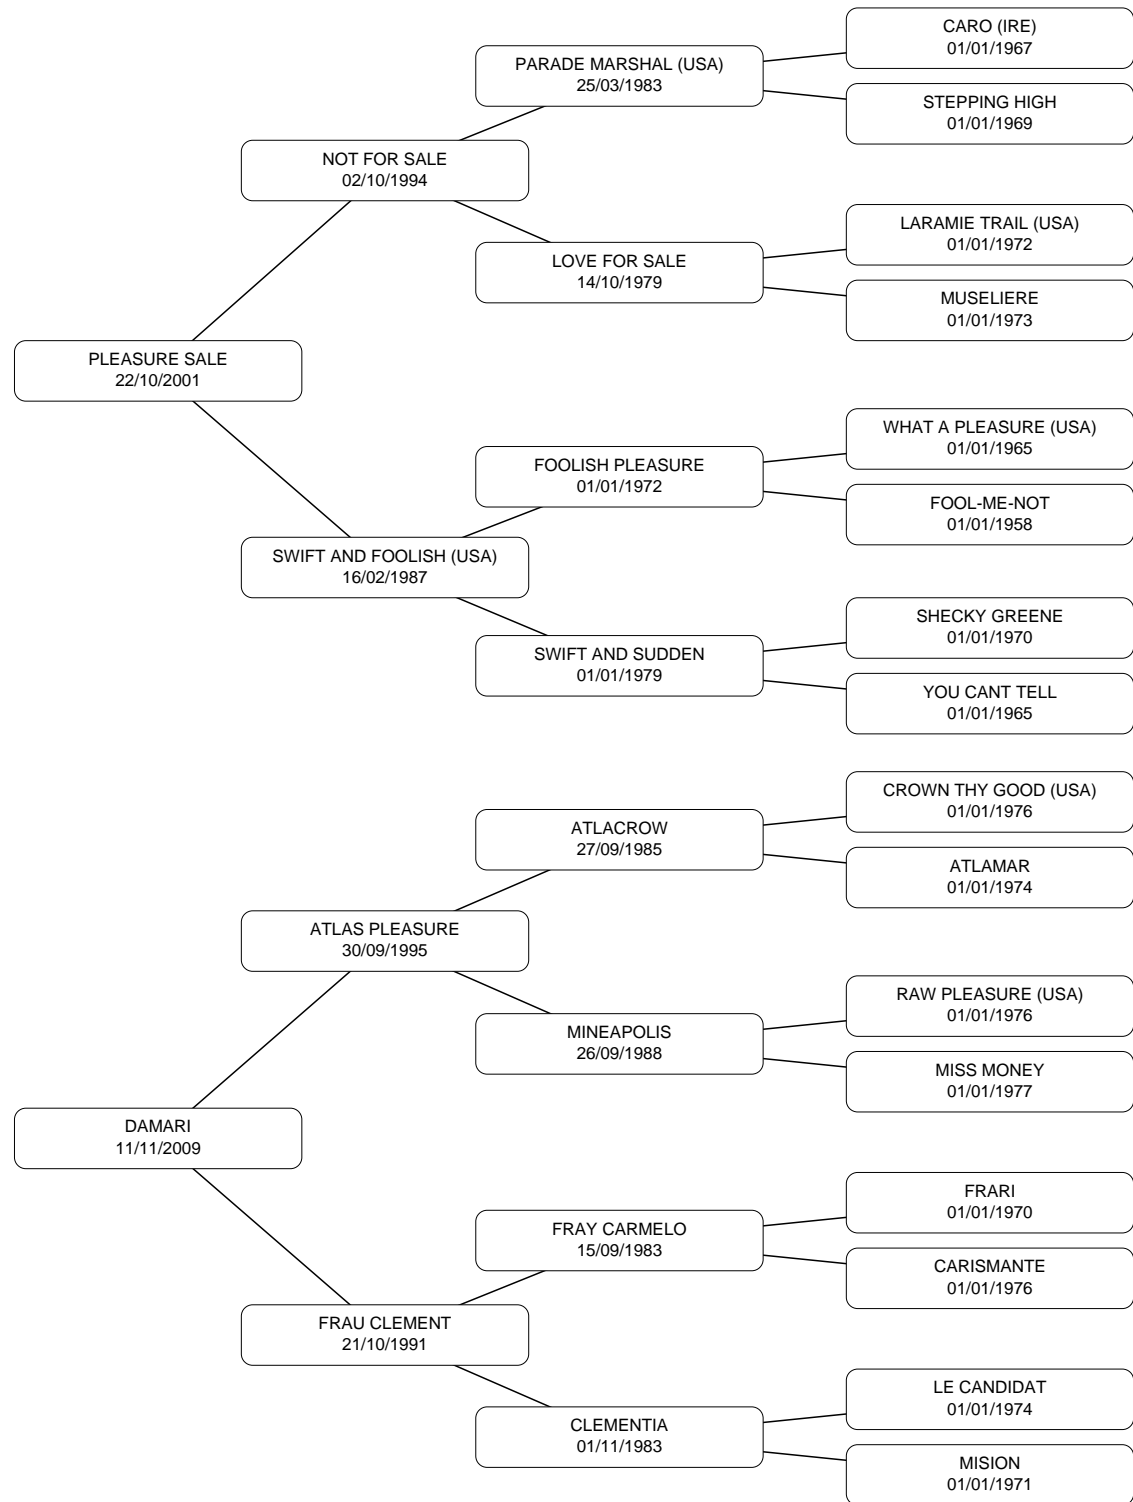 CARO (IRE)
01/01/1967
PARADE MARSHAL (USA)
25/03/1983
STEPPING HIGH
01/01/1969
NOT FOR SALE
02/10/1994
LARAMIE TRAIL (USA)
01/01/1972
LOVE FOR SALE
14/10/1979
MUSELIERE
01/01/1973
PLEASURE SALE
22/10/2001
WHAT A PLEASURE (USA)
01/01/1965
FOOLISH PLEASURE
01/01/1972
FOOL-ME-NOT
01/01/1958
SWIFT AND FOOLISH (USA)
16/02/1987
SHECKY GREENE
01/01/1970
SWIFT AND SUDDEN
01/01/1979
YOU CANT TELL
01/01/1965
CROWN THY GOOD (USA)
01/01/1976
ATLACROW
27/09/1985
ATLAMAR
01/01/1974
ATLAS PLEASURE
30/09/1995
RAW PLEASURE (USA)
01/01/1976
MINEAPOLIS
26/09/1988
MISS MONEY
01/01/1977
DAMARI
11/11/2009
FRARI
01/01/1970
FRAY CARMELO
15/09/1983
CARISMANTE
01/01/1976
FRAU CLEMENT
21/10/1991
LE CANDIDAT
01/01/1974
CLEMENTIA
01/11/1983
MISION
01/01/1971